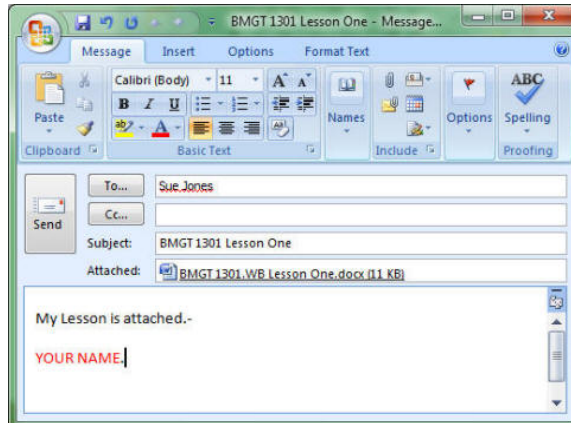 BMGT 1301 Lesson One - Message...
Message Insert Options Format Text
Calibri (Body) 11 A A ABC
Paste B I U Names Options Spelling
ab A Aa
Clipboard Basic Text Include Proofing
Send To... Sue Jones
Cc...
Subject: BMGT 1301 Lesson One
Attached: BMGT 1301.WB Lesson One.docx (11 KB)
My Lesson is attached.-
YOUR NAME.